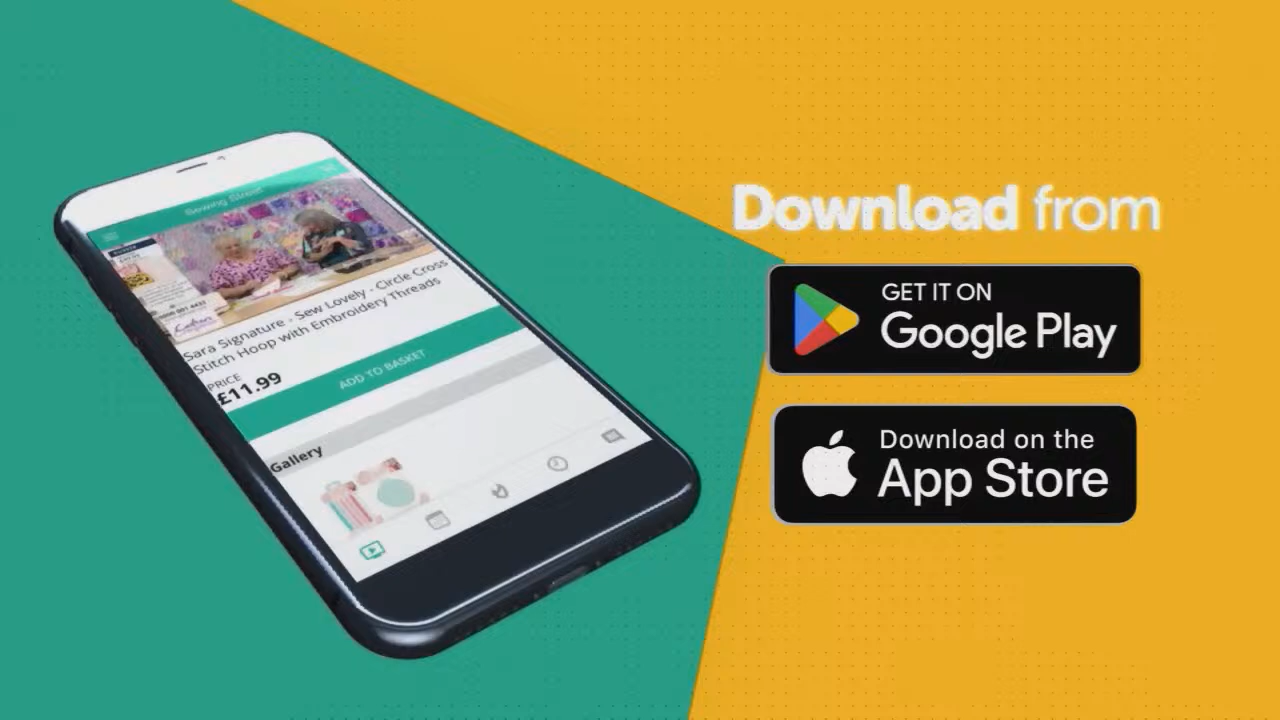 Sewing Street
Sara Signature - Sew Lovely - Circle Cross
Stitch Hoop with Embroidery Threads
PRICE
£11.99
ADD TO BASKET
Gallery
Download from
GET IT ON
Google Play
Download on the
App Store